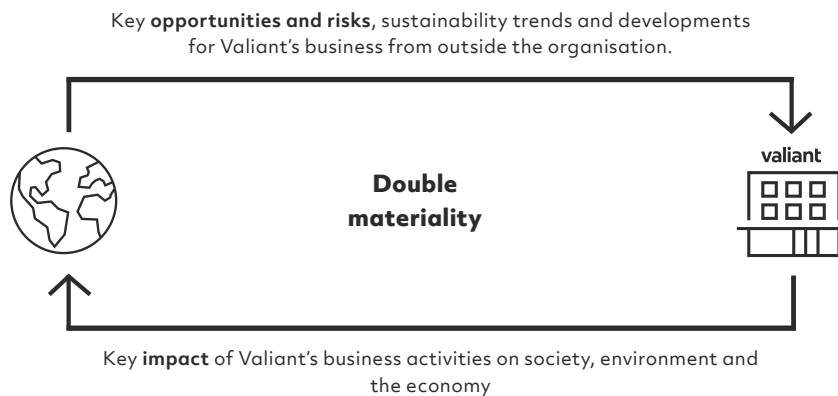 Key opportunities and risks, sustainability trends and developments
for Valiant’s business from outside the organisation.
valiant
Double
materiality
Key impact of Valiant’s business activities on society, environment and
the economy